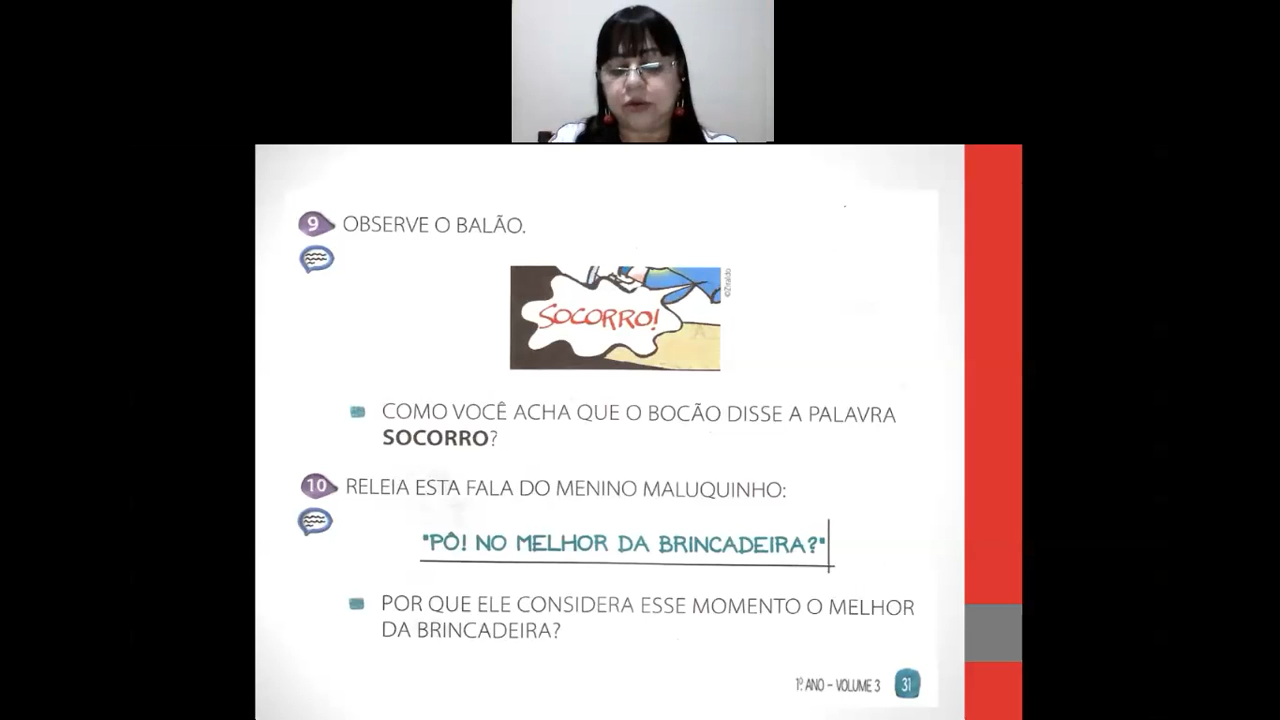 9 OBSERVE O BALÃO.
©Ziraldo
SOCORRO!
COMO VOCÊ ACHA QUE O BOCÃO DISSE A PALAVRA
SOCORRO?
10 RELEIA ESTA FALA DO MENINO MALUQUINHO:
"PÔ! NO MELHOR DA BRINCADEIRA?"
POR QUE ELE CONSIDERA ESSE MOMENTO O MELHOR
DA BRINCADEIRA?
1º. ANO – VOLUME 3 31